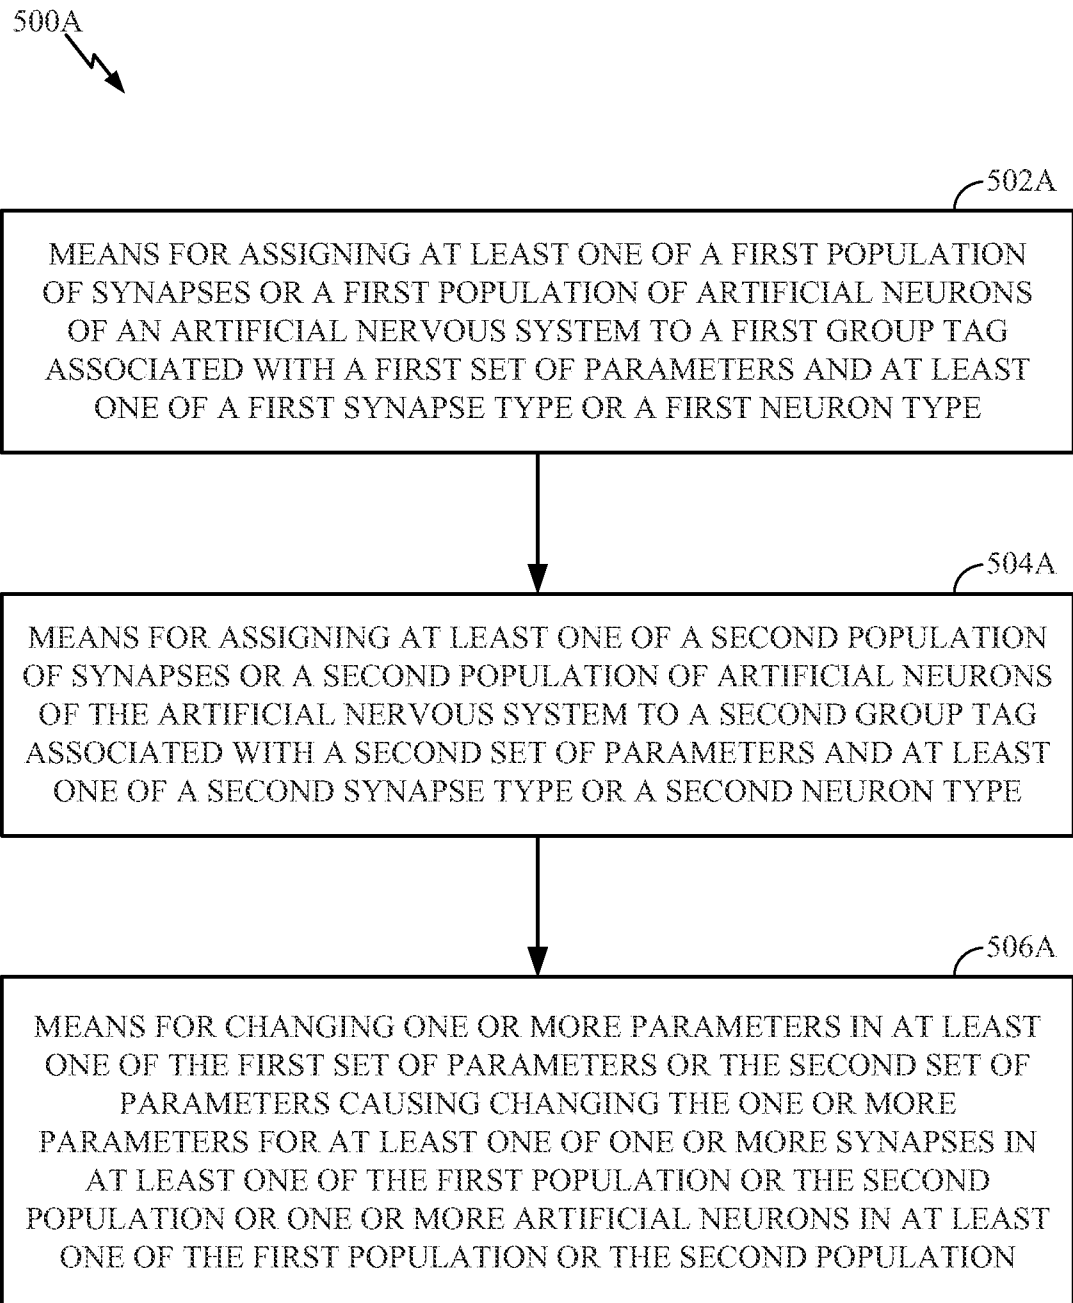 500A
502A
MEANS FOR ASSIGNING AT LEAST ONE OF A FIRST POPULATION
OF SYNAPSES OR A FIRST POPULATION OF ARTIFICIAL NEURONS
OF AN ARTIFICIAL NERVOUS SYSTEM TO A FIRST GROUP TAG
ASSOCIATED WITH A FIRST SET OF PARAMETERS AND AT LEAST
ONE OF A FIRST SYNAPSE TYPE OR A FIRST NEURON TYPE
504A
MEANS FOR ASSIGNING AT LEAST ONE OF A SECOND POPULATION
OF SYNAPSES OR A SECOND POPULATION OF ARTIFICIAL NEURONS
OF THE ARTIFICIAL NERVOUS SYSTEM TO A SECOND GROUP TAG
ASSOCIATED WITH A SECOND SET OF PARAMETERS AND AT LEAST
ONE OF A SECOND SYNAPSE TYPE OR A SECOND NEURON TYPE
506A
MEANS FOR CHANGING ONE OR MORE PARAMETERS IN AT LEAST
ONE OF THE FIRST SET OF PARAMETERS OR THE SECOND SET OF
PARAMETERS CAUSING CHANGING THE ONE OR MORE
PARAMETERS FOR AT LEAST ONE OF ONE OR MORE SYNAPSES IN
AT LEAST ONE OF THE FIRST POPULATION OR THE SECOND
POPULATION OR ONE OR MORE ARTIFICIAL NEURONS IN AT LEAST
ONE OF THE FIRST POPULATION OR THE SECOND POPULATION